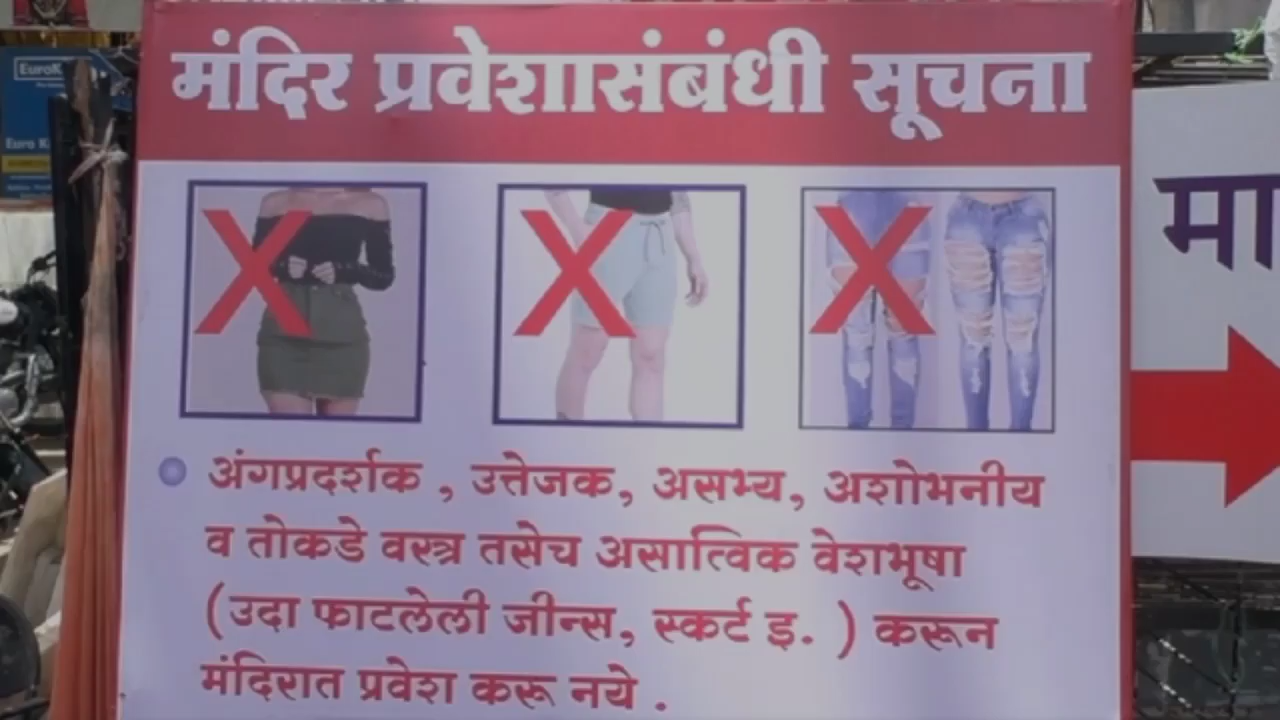 मंदिर प्रवेशासंबंधी सूचना
अंगप्रदर्शक , उत्तेजक, असभ्य, अशोभनीय
व तोकडे वस्त्र तसेच असात्विक वेशभूषा
(उदा फाटलेली जीन्स, स्कर्ट इ. ) करून
मंदिरात प्रवेश करू नये .